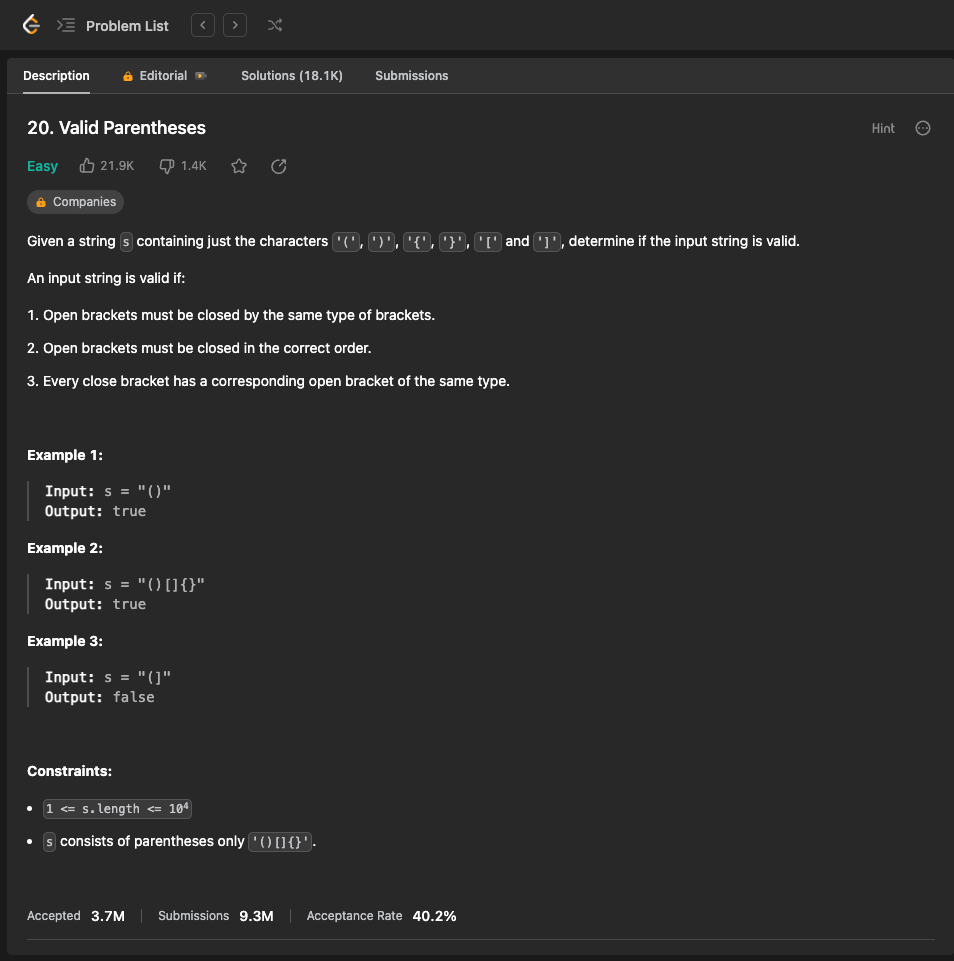 Problem List
Description Editorial Solutions (18.1K) Submissions
20. Valid Parentheses Hint
Easy 21.9K 1.4K
Companies
Given a string s containing just the characters '(', ')', '{', '}', '[' and ']', determine if the input string is valid.
An input string is valid if:
1. Open brackets must be closed by the same type of brackets.
2. Open brackets must be closed in the correct order.
3. Every close bracket has a corresponding open bracket of the same type.
Example 1:
Input: s = "()"
Output: true
Example 2:
Input: s = "()[]{}"
Output: true
Example 3:
Input: s = "(]"
Output: false
Constraints:
• 1 <= s.length <= 10⁴
• s consists of parentheses only '()[]{}'.
Accepted 3.7M Submissions 9.3M Acceptance Rate 40.2%